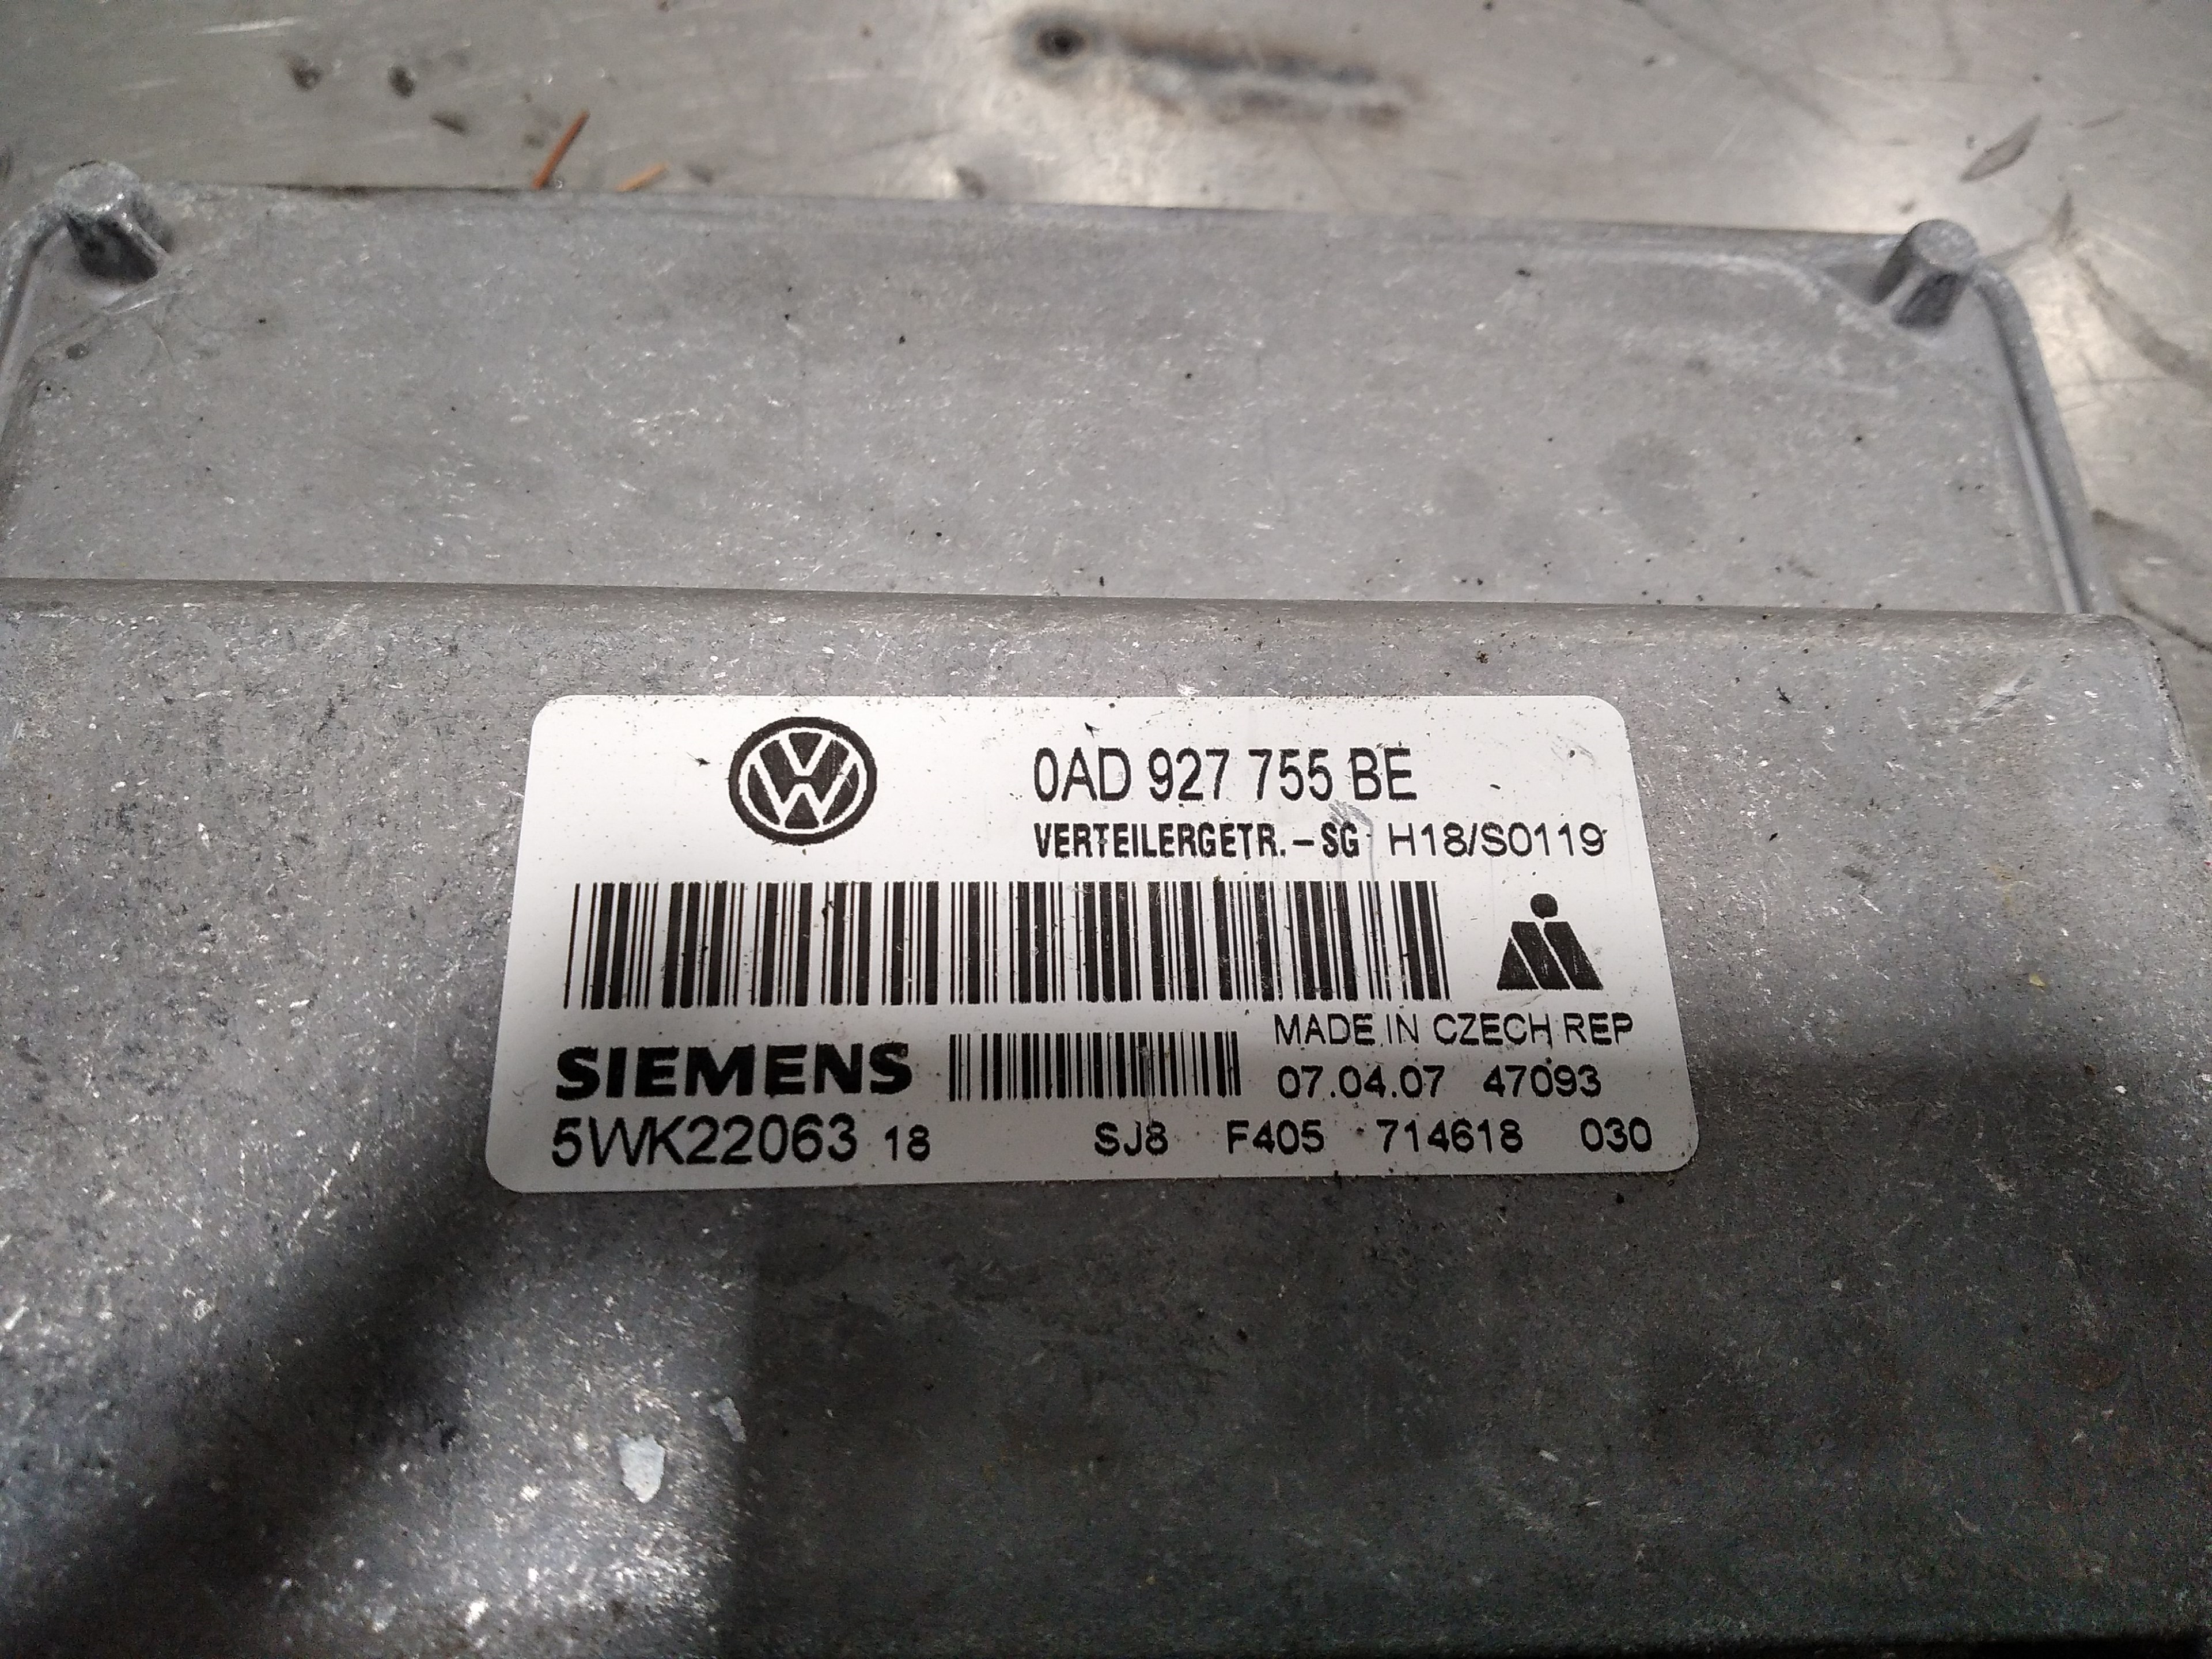 0AD 927 755 BE
VERTEILERGETR.-SG H18/S0119
SIEMENS
MADE IN CZECH REP
07.04.07 47093
5WK22063 18 SJ8 F405 714618 030